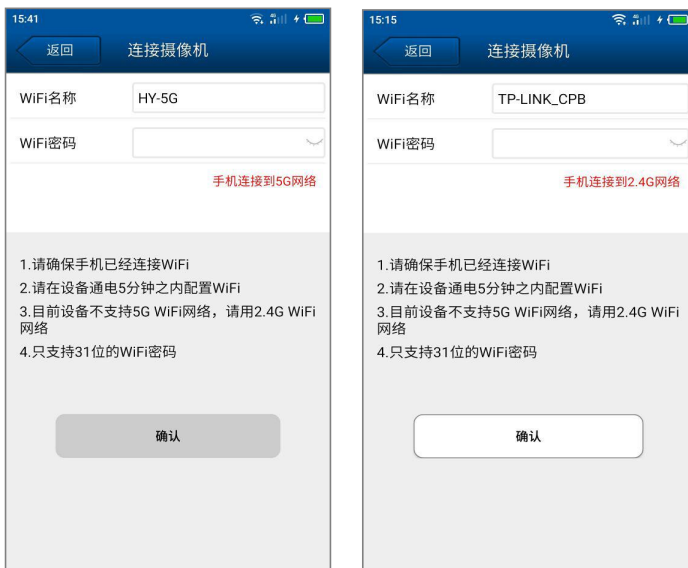 15:41
返回
连接摄像机
WiFi名称
HY-5G
WiFi密码
手机连接到5G网络
1.请确保手机已经连接WiFi
2.请在设备通电5分钟之内配置WiFi
3.目前设备不支持5G WiFi网络，请用2.4G WiFi
网络
4.只支持31位的WiFi密码
确认
15:15
返回
连接摄像机
WiFi名称
TP-LINK_CPB
WiFi密码
手机连接到2.4G网络
1.请确保手机已经连接WiFi
2.请在设备通电5分钟之内配置WiFi
3.目前设备不支持5G WiFi网络，请用2.4G WiFi
网络
4.只支持31位的WiFi密码
确认